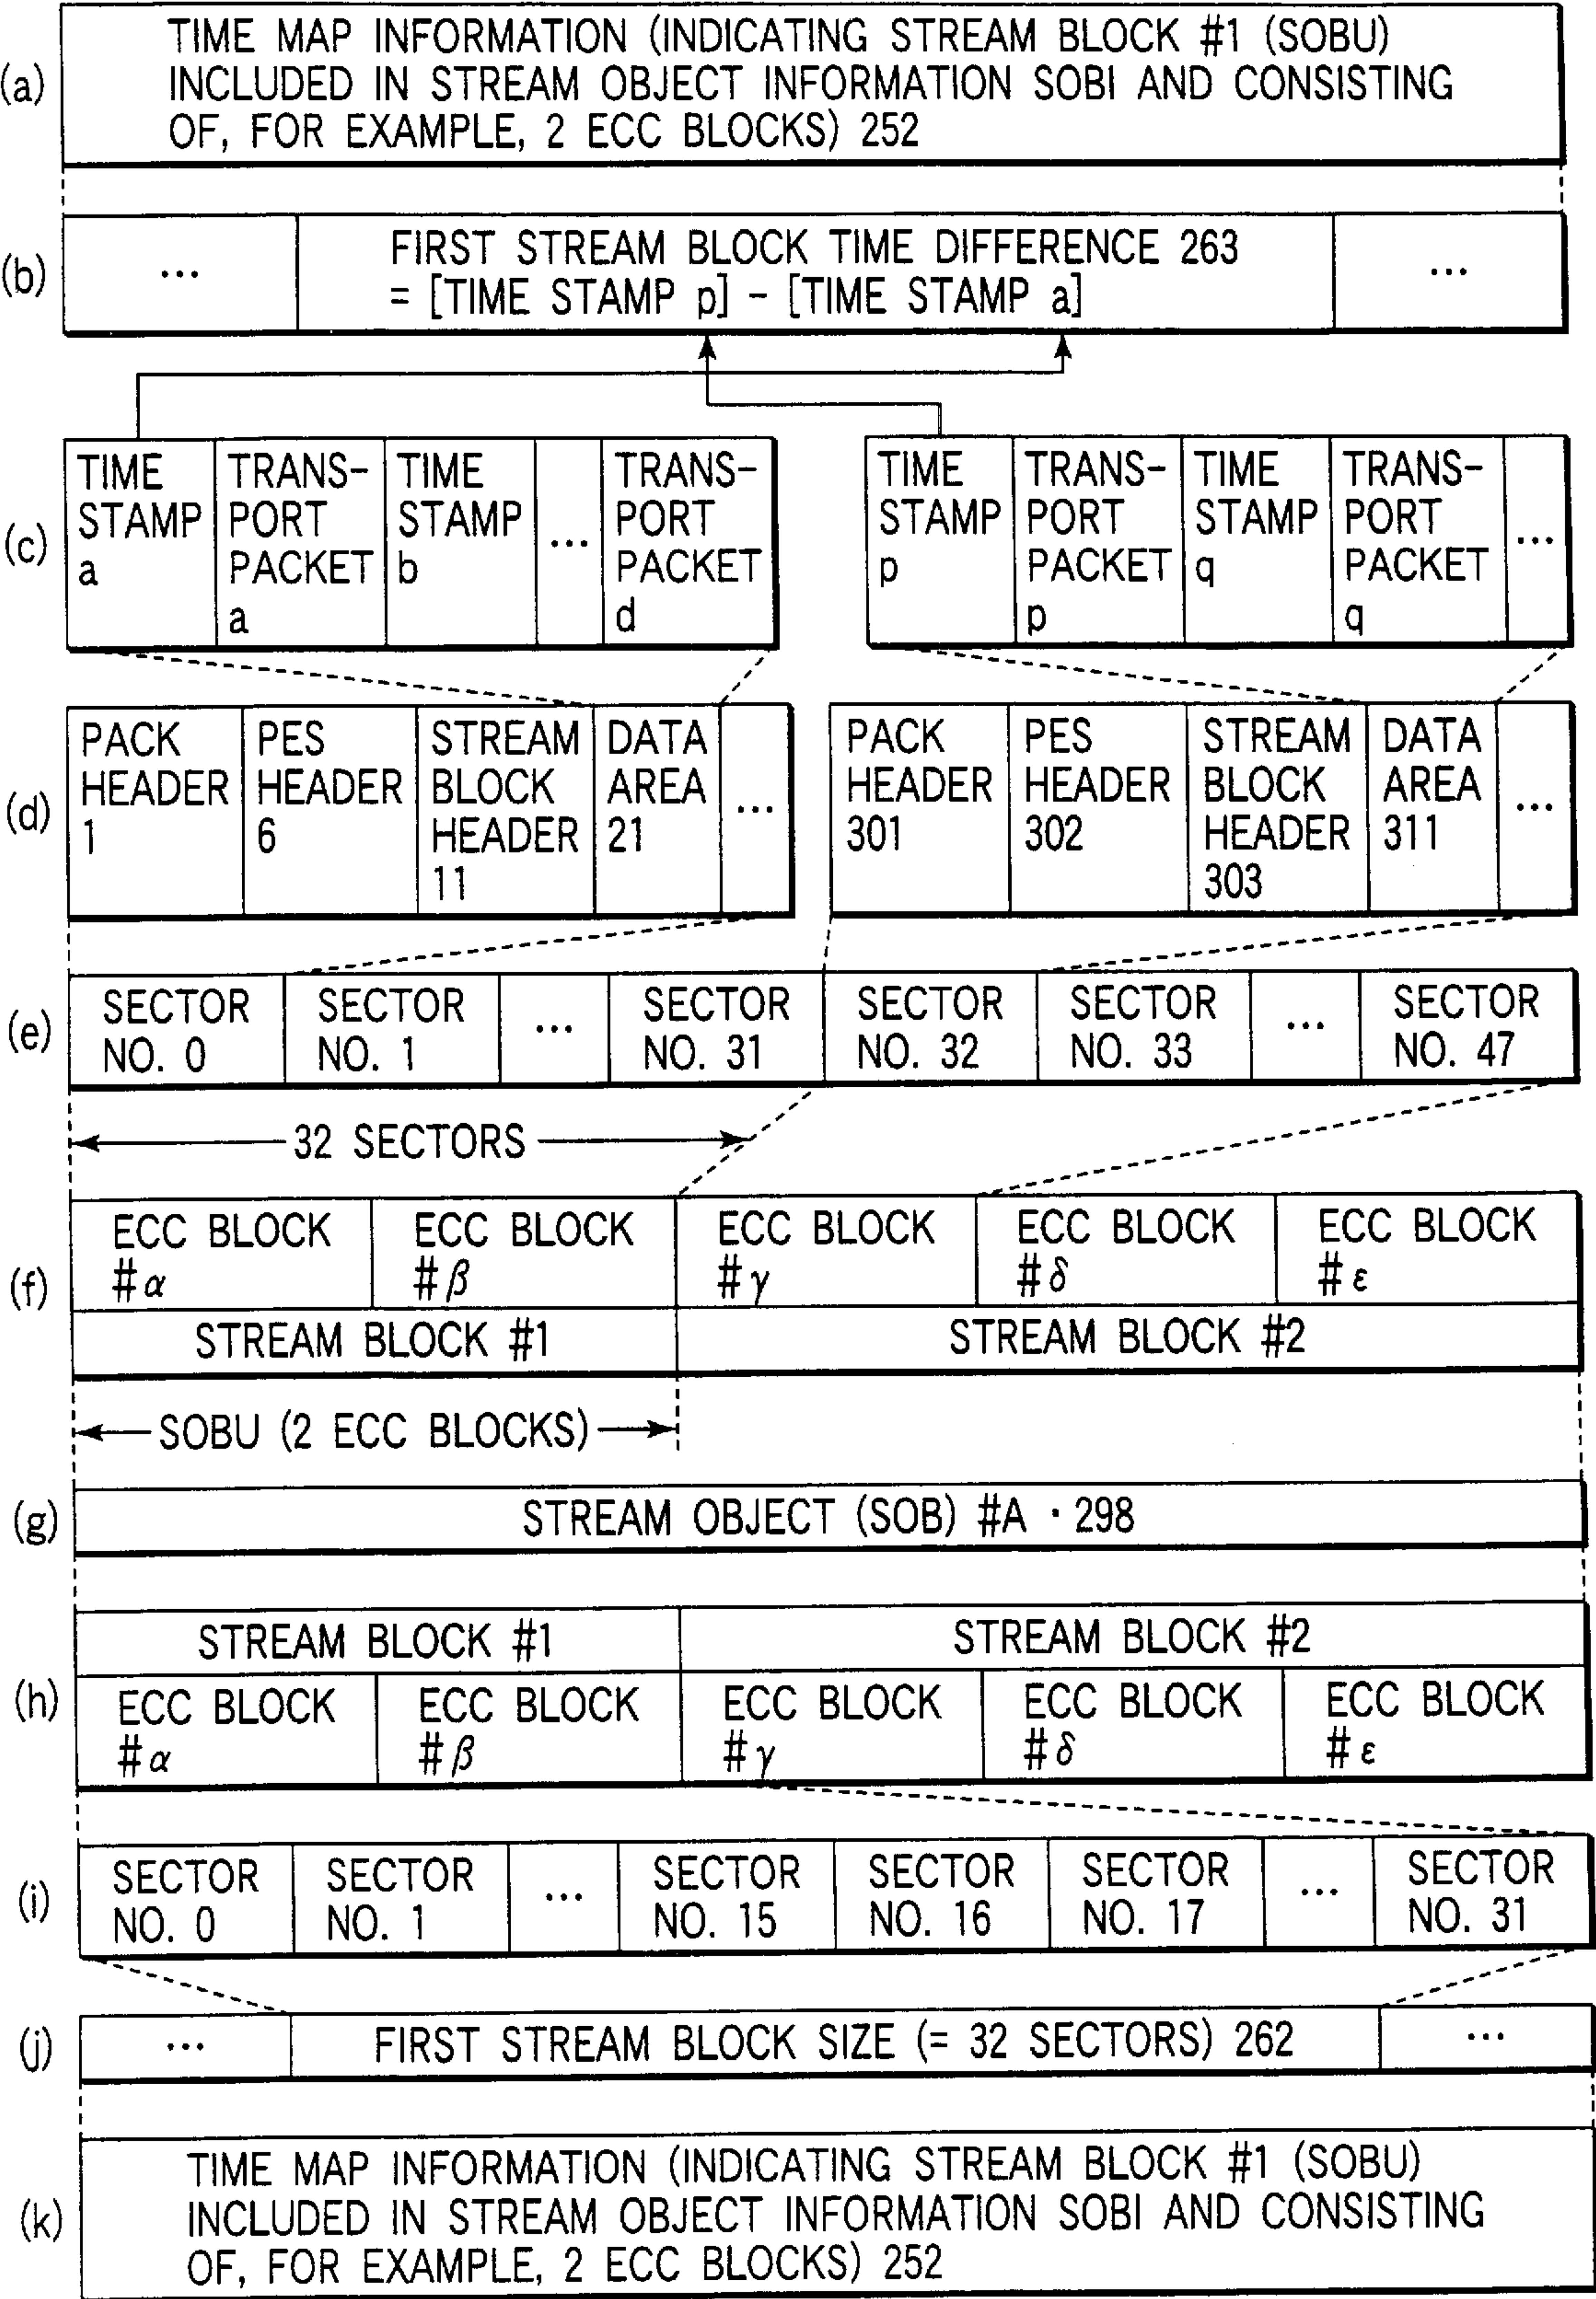 (a)
TIME MAP INFORMATION (INDICATING STREAM BLOCK #1 (SOBU)
INCLUDED IN STREAM OBJECT INFORMATION SOBI AND CONSISTING
OF, FOR EXAMPLE, 2 ECC BLOCKS) 252
(b)
...
FIRST STREAM BLOCK TIME DIFFERENCE 263
= [TIME STAMP p] - [TIME STAMP a]
...
(c)
TIME
STAMP
a
TRANS-
PORT
PACKET
a
TIME
STAMP
b
...
TRANS-
PORT
PACKET
d
TIME
STAMP
p
TRANS-
PORT
PACKET
p
TIME
STAMP
q
TRANS-
PORT
PACKET
q
...
(d)
PACK
HEADER
1
PES
HEADER
6
STREAM
BLOCK
HEADER
11
DATA
AREA
21
...
PACK
HEADER
301
PES
HEADER
302
STREAM
BLOCK
HEADER
303
DATA
AREA
311
...
(e)
SECTOR
NO. 0
SECTOR
NO. 1
...
SECTOR
NO. 31
SECTOR
NO. 32
SECTOR
NO. 33
...
SECTOR
NO. 47
32 SECTORS
(f)
ECC BLOCK
#α
ECC BLOCK
#β
ECC BLOCK
#γ
ECC BLOCK
#δ
ECC BLOCK
#ε
STREAM BLOCK #1
STREAM BLOCK #2
SOBU (2 ECC BLOCKS)
(g)
STREAM OBJECT (SOB) #A · 298
(h)
STREAM BLOCK #1
STREAM BLOCK #2
ECC BLOCK
#α
ECC BLOCK
#β
ECC BLOCK
#γ
ECC BLOCK
#δ
ECC BLOCK
#ε
(i)
SECTOR
NO. 0
SECTOR
NO. 1
...
SECTOR
NO. 15
SECTOR
NO. 16
SECTOR
NO. 17
...
SECTOR
NO. 31
(j)
...
FIRST STREAM BLOCK SIZE (= 32 SECTORS) 262
...
(k)
TIME MAP INFORMATION (INDICATING STREAM BLOCK #1 (SOBU)
INCLUDED IN STREAM OBJECT INFORMATION SOBI AND CONSISTING
OF, FOR EXAMPLE, 2 ECC BLOCKS) 252